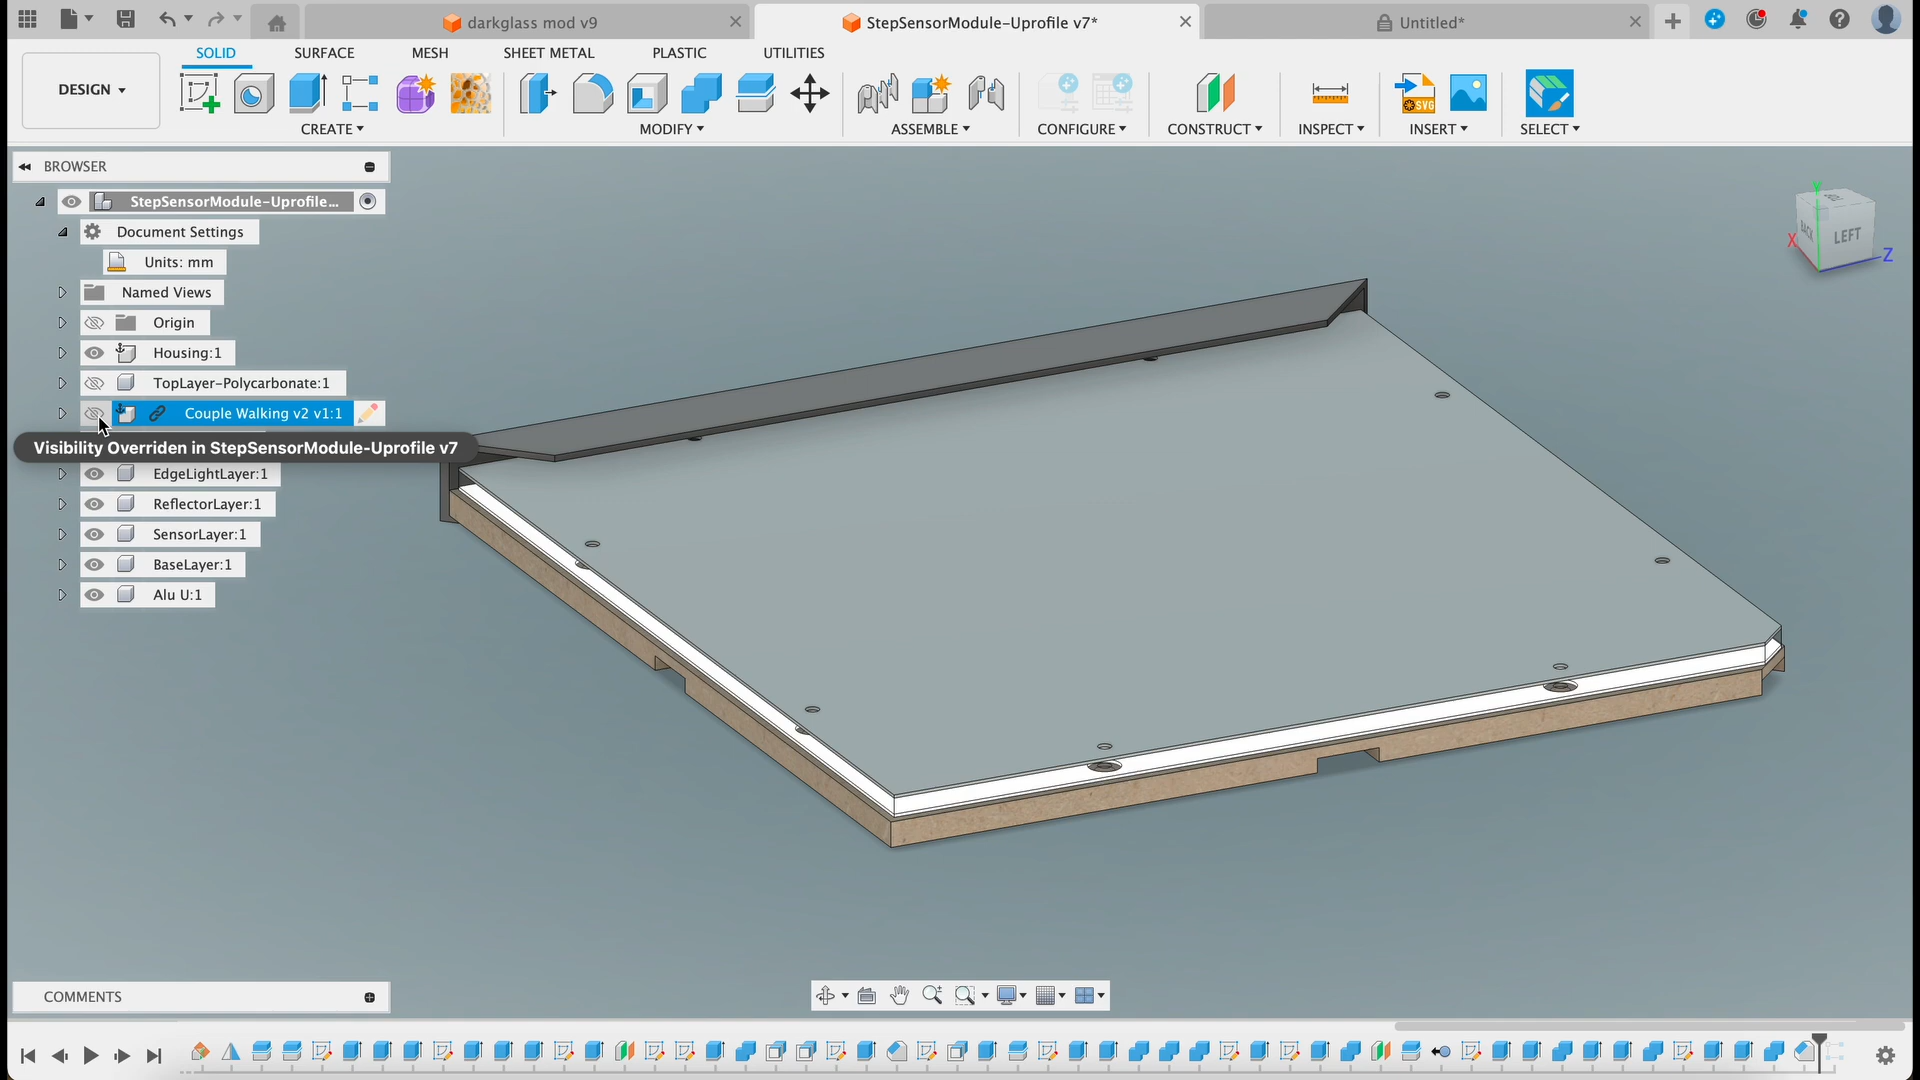 darkglass mod v9
StepSensorModule-Uprofile v7*
Untitled*
DESIGN
SOLID
SURFACE
MESH
SHEET METAL
PLASTIC
UTILITIES
CREATE
MODIFY
ASSEMBLE
CONFIGURE
CONSTRUCT
INSPECT
SVG
INSERT
SELECT
BROWSER
StepSensorModule-Uprofile...
Document Settings
Units: mm
Named Views
Origin
Housing:1
TopLayer-Polycarbonate:1
Couple Walking v2 v1:1
Visibility Overriden in StepSensorModule-Uprofile v7
EdgeLightLayer:1
ReflectorLayer:1
SensorLayer:1
BaseLayer:1
Alu U:1
Y
BACK
LEFT
X
Z
COMMENTS